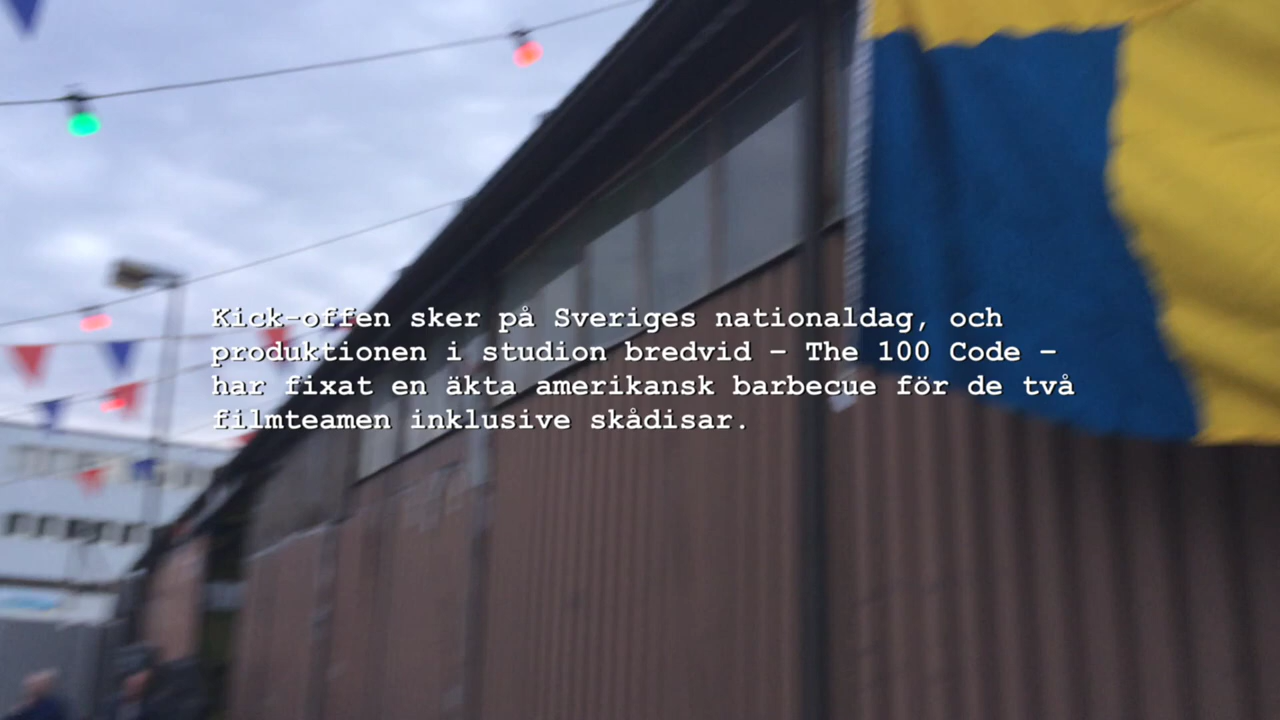 Kick-offen sker på Sveriges nationaldag, och
produktionen i studion bredvid – The 100 Code –
har fixat en äkta amerikansk barbecue för de två
filmteamen inklusive skådisar.